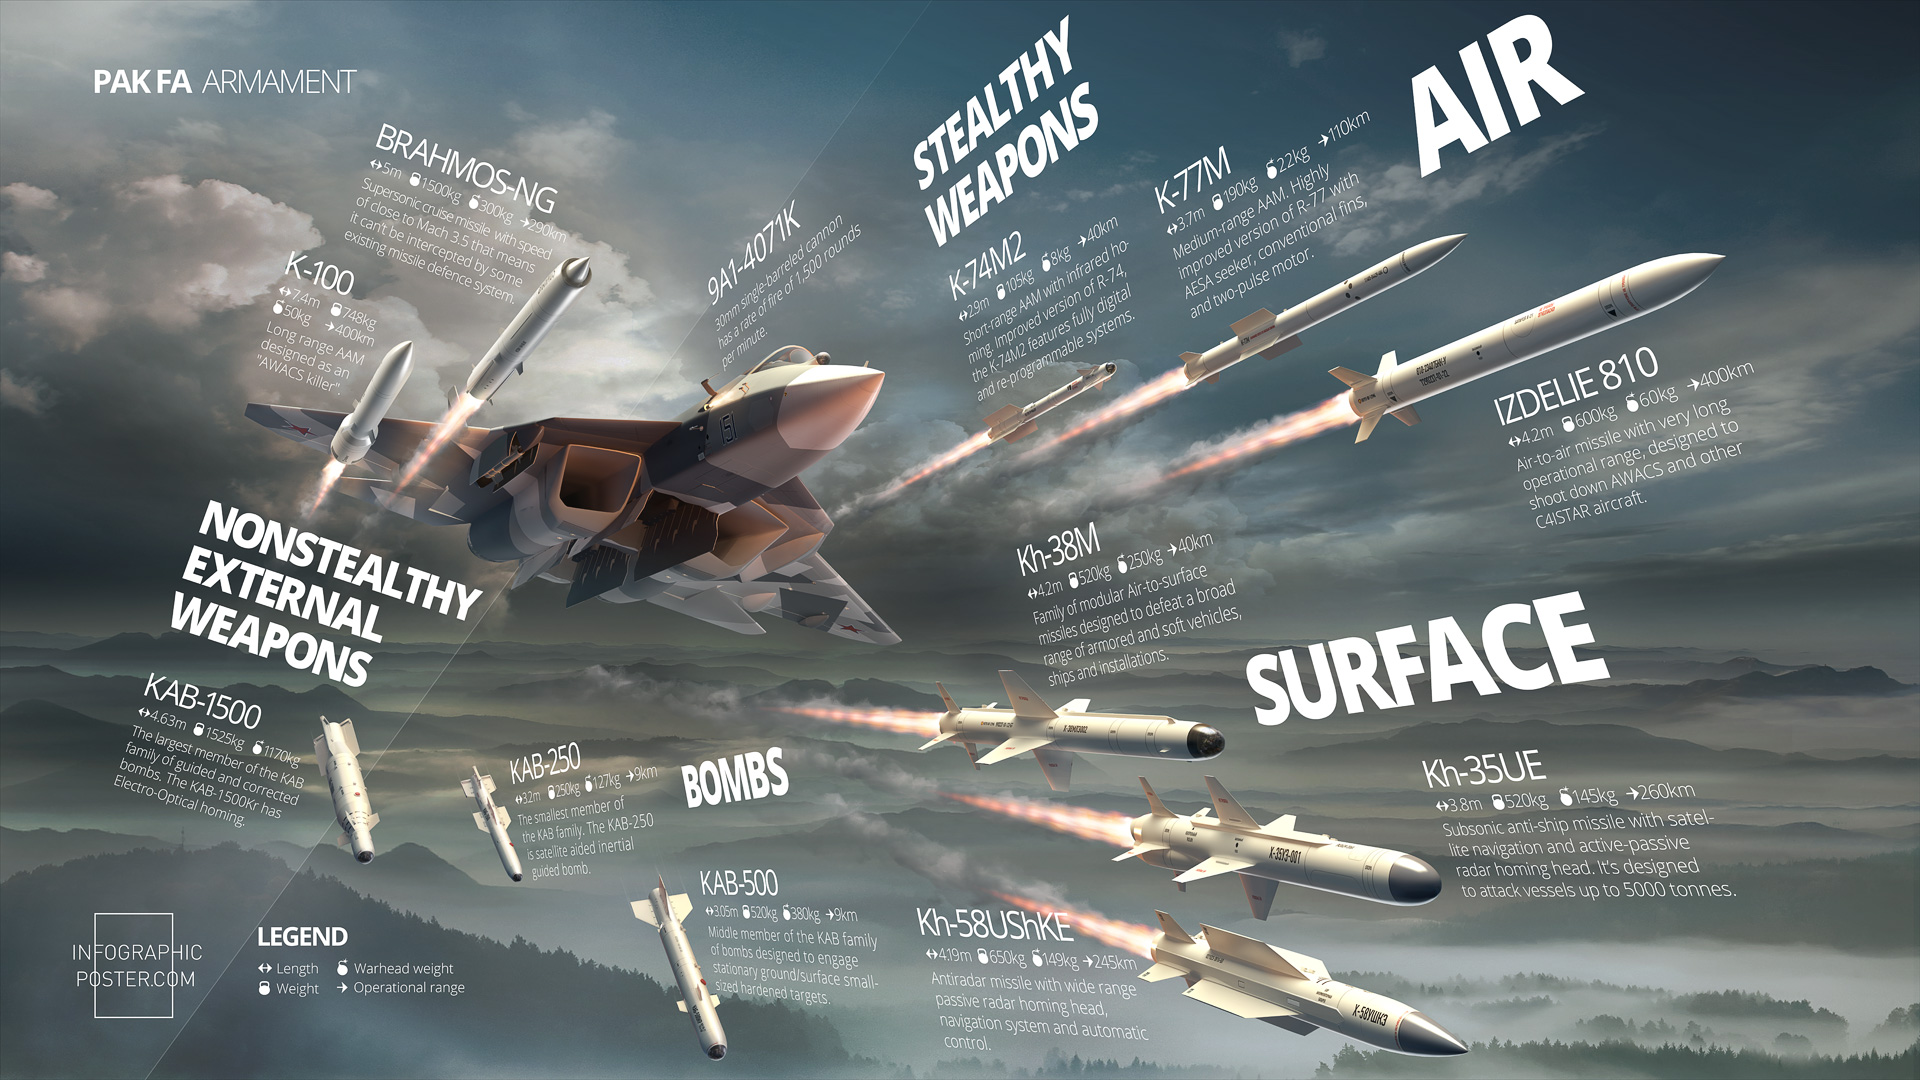 PAK FA ARMAMENT
BRAHMOS-NG
5m 1500kg 300kg 290km
Supersonic cruise missile with speed
of close to Mach 3.5 that means
it can't be intercepted by some
existing missile defence system.
K-100
7.4m 748kg
50kg 400km
Long range AAM
designed as an
"AWACS killer".
9A1-4071K
30mm single-barreled cannon
has a rate of fire of 1,500 rounds
per minute.
151
STEALTHY
WEAPONS
AIR
K-74M2
2.9m 105kg 8kg 40km
Short-range AAM with infrared ho-
ming. Improved version of R-74,
the K-74M2 features fully digital
and re-programmable systems.
K-77M
3.7m 190kg 22kg 110km
Medium-range AAM. Highly
improved version of R-77 with
AESA seeker, conventional fins,
and two-pulse motor.
IZDELIE 810
4.2m 600kg 60kg 400km
Air-to-air missile with very long
operational range, designed to
shoot down AWACS and other
C4ISTAR aircraft.
NONSTEALTHY
EXTERNAL
WEAPONS
SURFACE
Kh-38M
4.2m 520kg 250kg 40km
Family of modular Air-to-surface
missiles designed to defeat a broad
range of armored and soft vehicles,
ships and installations.
Kh-35UE
3.8m 520kg 145kg 260km
Subsonic anti-ship missile with satel-
lite navigation and active-passive
radar homing head. It's designed
to attack vessels up to 5000 tonnes.
X-35УЭ-001
Kh-58UShKE
4.19m 650kg 149kg 245km
Antiradar missile with wide range
passive radar homing head,
navigation system and automatic
control.
X-58УШКЭ
BOMBS
KAB-1500
4.63m 1525kg 1170kg
The largest member of the KAB
family of guided and corrected
bombs. The KAB-1500Kr has
Electro-Optical homing.
KAB-250
3.2m 250kg 127kg 9km
The smallest member of
the KAB family. The KAB-250
is satellite aided inertial
guided bomb.
KAB-500
3.05m 520kg 380kg 9km
Middle member of the KAB family
of bombs designed to engage
stationary ground/surface small-
sized hardened targets.
INFOGRAPHIC
POSTER.COM
LEGEND
Length Warhead weight
Weight Operational range